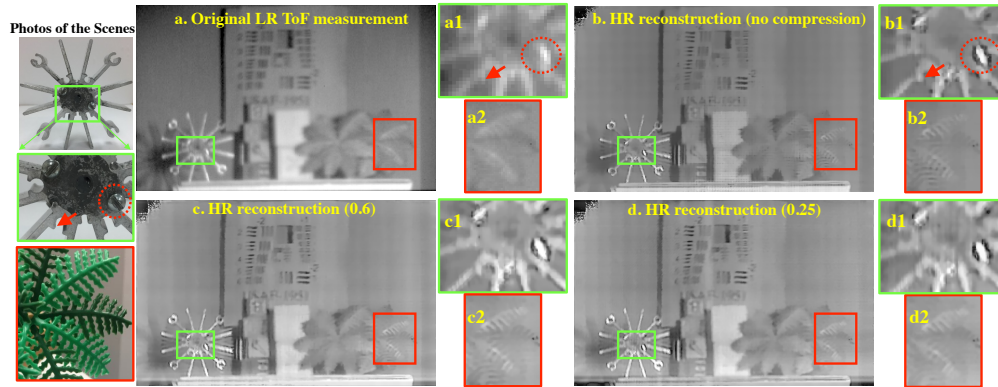 Photos of the Scenes
a. Original LR ToF measurement
a1
a2
b. HR reconstruction (no compression)
b1
b2
c. HR reconstruction (0.6)
c1
c2
d. HR reconstruction (0.25)
d1
d2